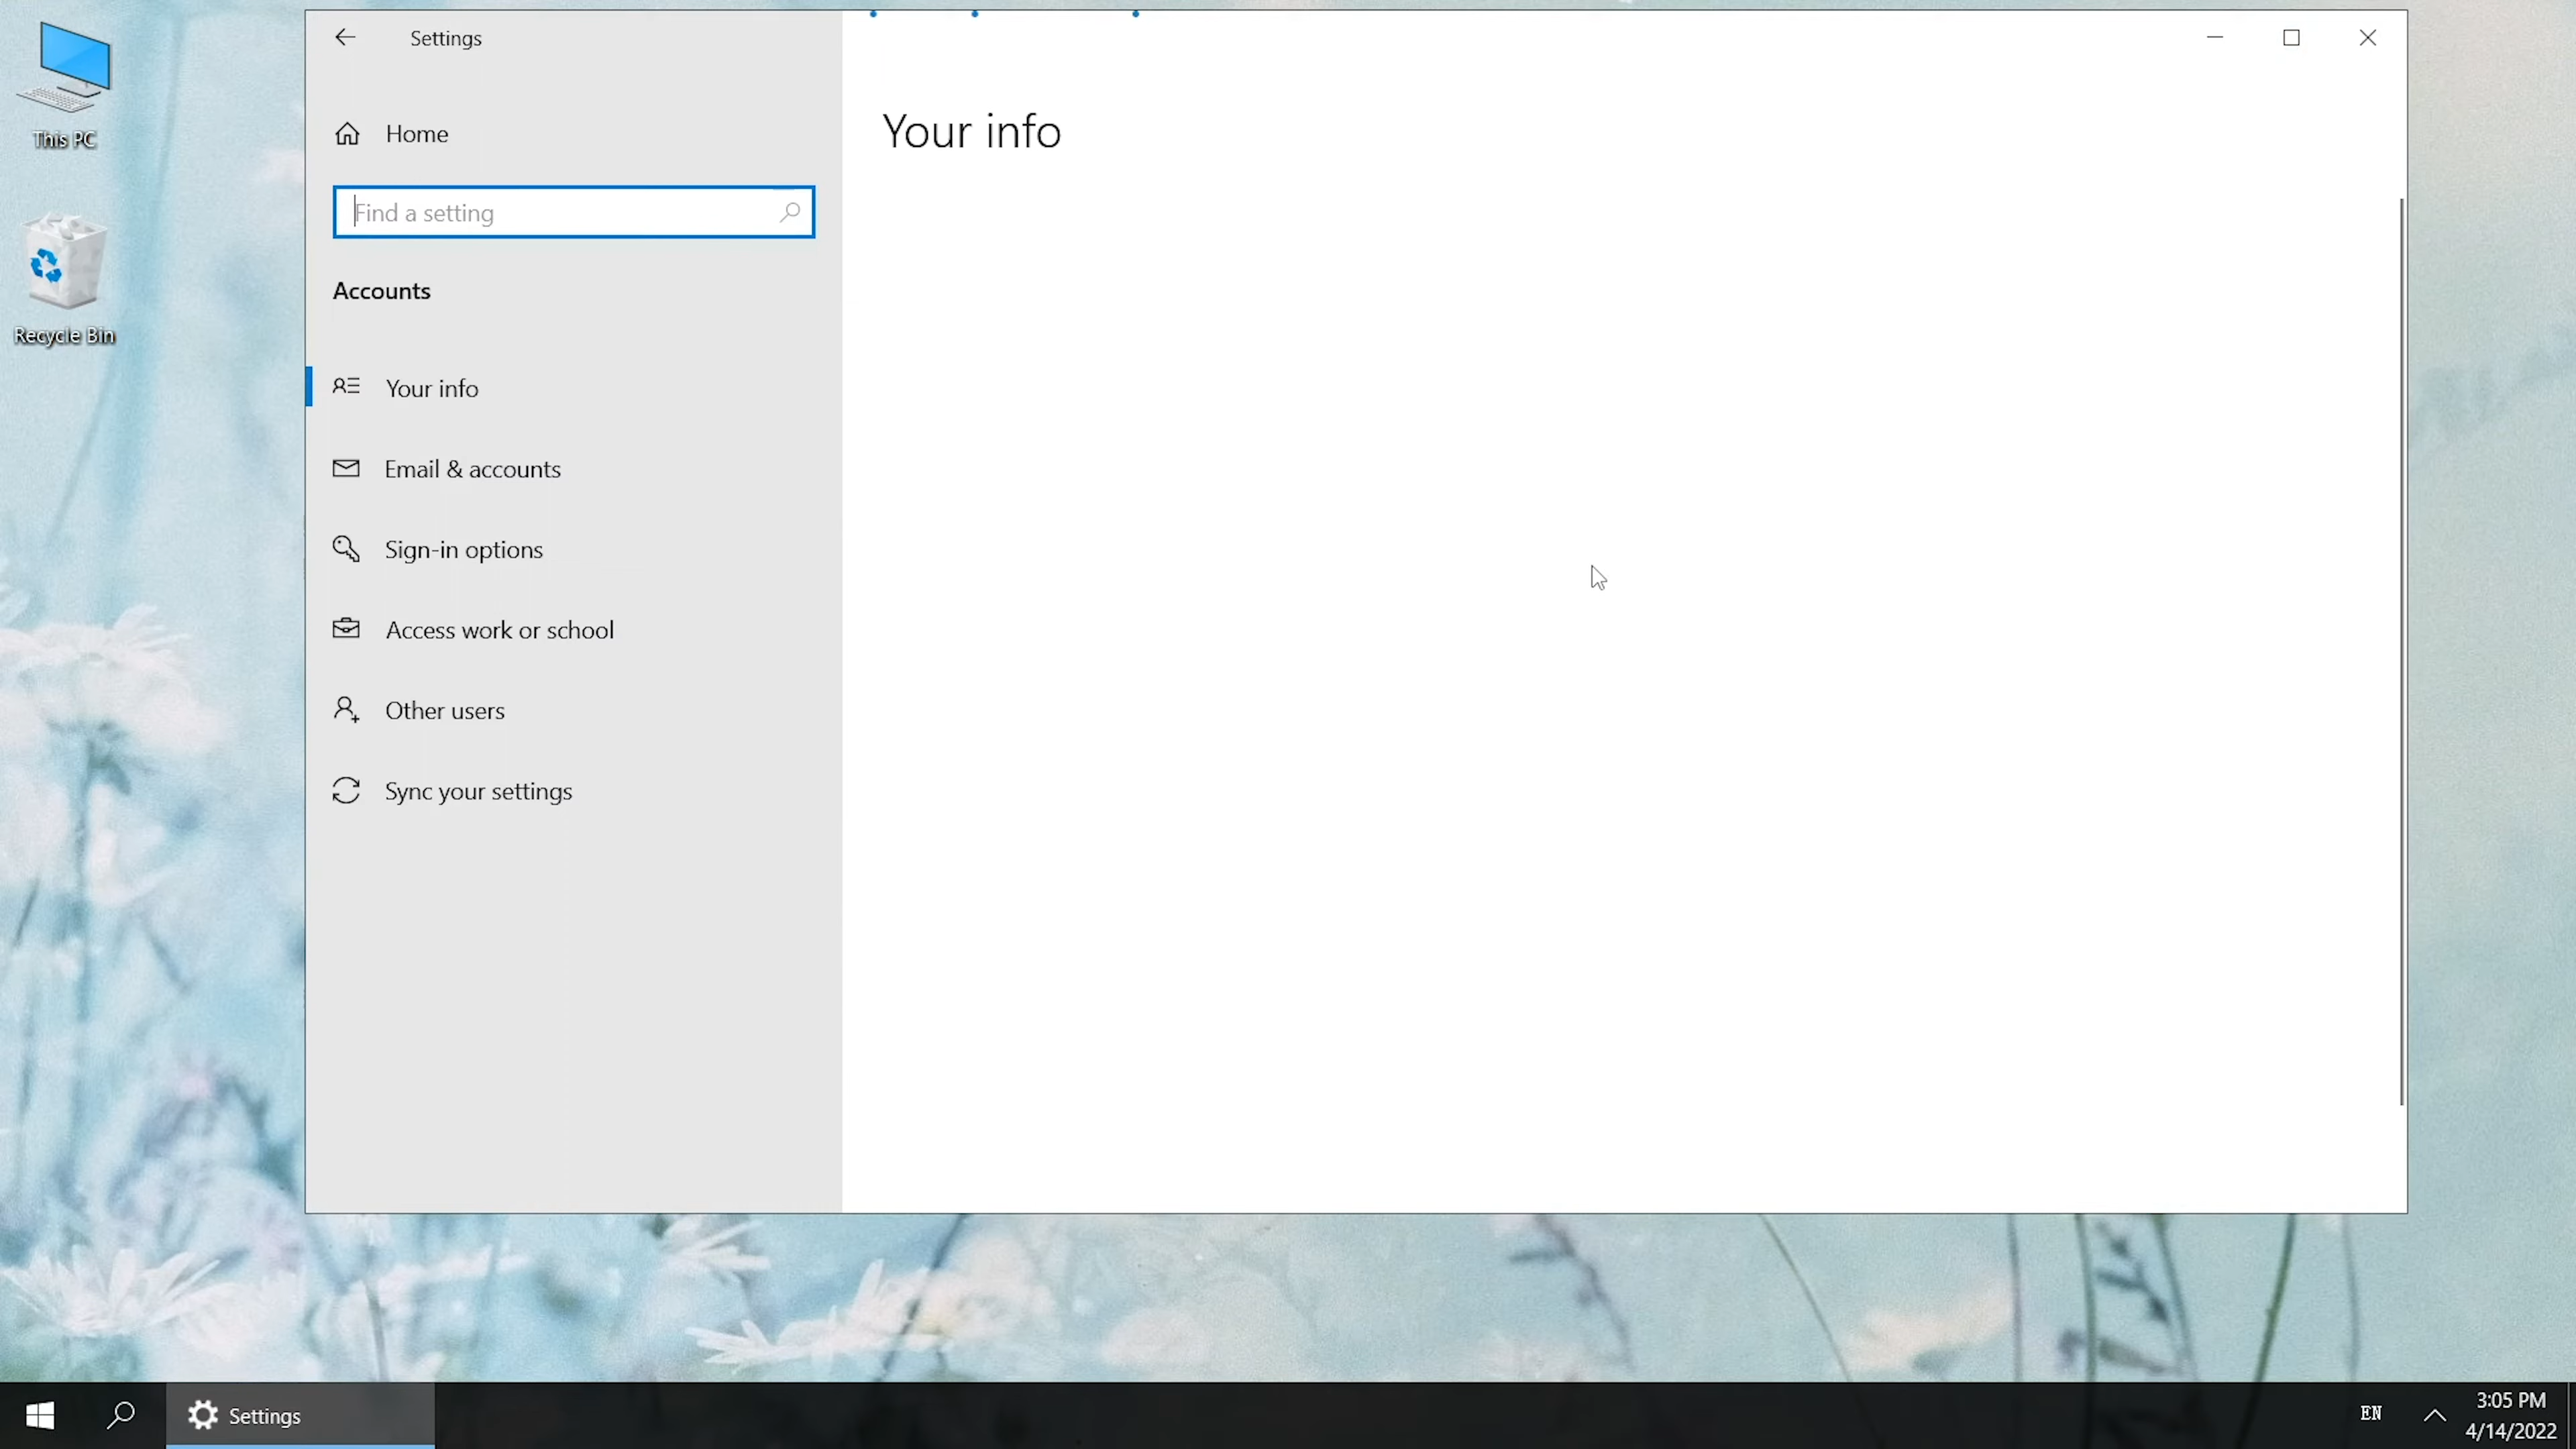 This PC
Recycle Bin
Settings
Home
Find a setting
Accounts
Your info
Email & accounts
Sign-in options
Access work or school
Other users
Sync your settings
Your info
Settings
EN
3:05 PM
4/14/2022